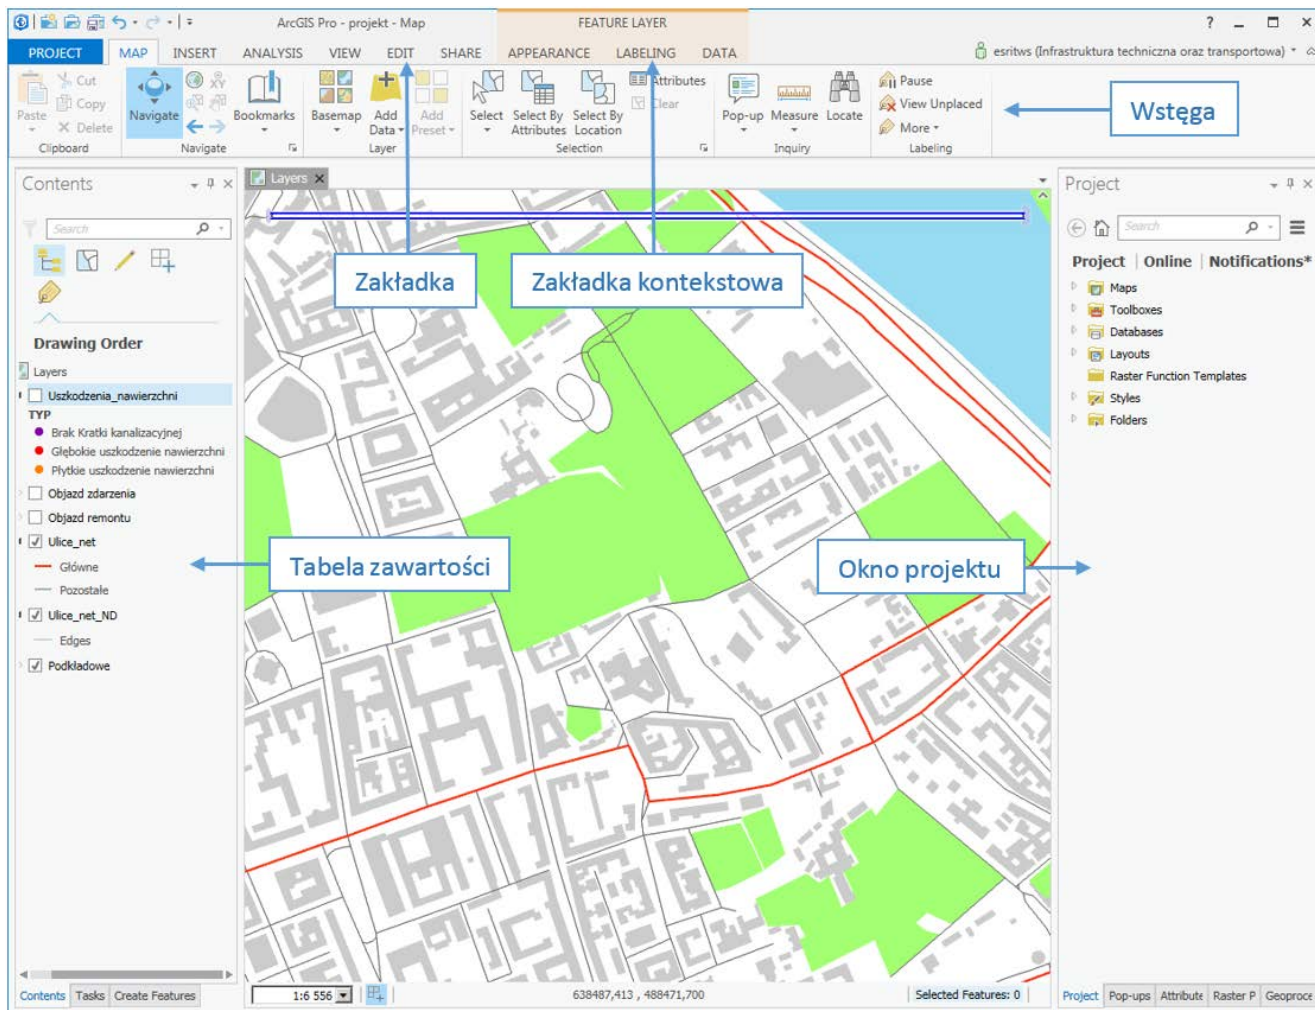 ArcGIS Pro - projekt - Map
FEATURE LAYER
?
PROJECT MAP INSERT ANALYSIS VIEW EDIT SHARE APPEARANCE LABELING DATA
esritws (Infrastruktura techniczna oraz transportowa)
Paste
Cut
Copy
Delete
Clipboard
Navigate
Navigate
Bookmarks
Basemap
Add
Data
Add
Preset
Layer
Select
Select By
Attributes
Select By
Location
Attributes
Clear
Selection
Pop-up
Measure
Locate
Inquiry
Pause
View Unplaced
More
Labeling
Wstęga
Contents
Search
Drawing Order
Layers
Uszkodzenia_nawierzchni
TYP
Brak Kratki kanalizacyjnej
Głębokie uszkodzenie nawierzchni
Płytkie uszkodzenie nawierzchni
Objazd zdarzenia
Objazd remontu
Ulice_net
Główne
Pozostałe
Ulice_net_ND
Edges
Podkładowe
Contents Tasks Create Features
Layers
Zakładka
Zakładka kontekstowa
Tabela zawartości
Okno projektu
1:6 556
638487,413 , 488471,700
Selected Features: 0
Project
Search
Project | Online | Notifications*
Maps
Toolboxes
Databases
Layouts
Raster Function Templates
Styles
Folders
Project Pop-ups Attribute Raster P Geoproce